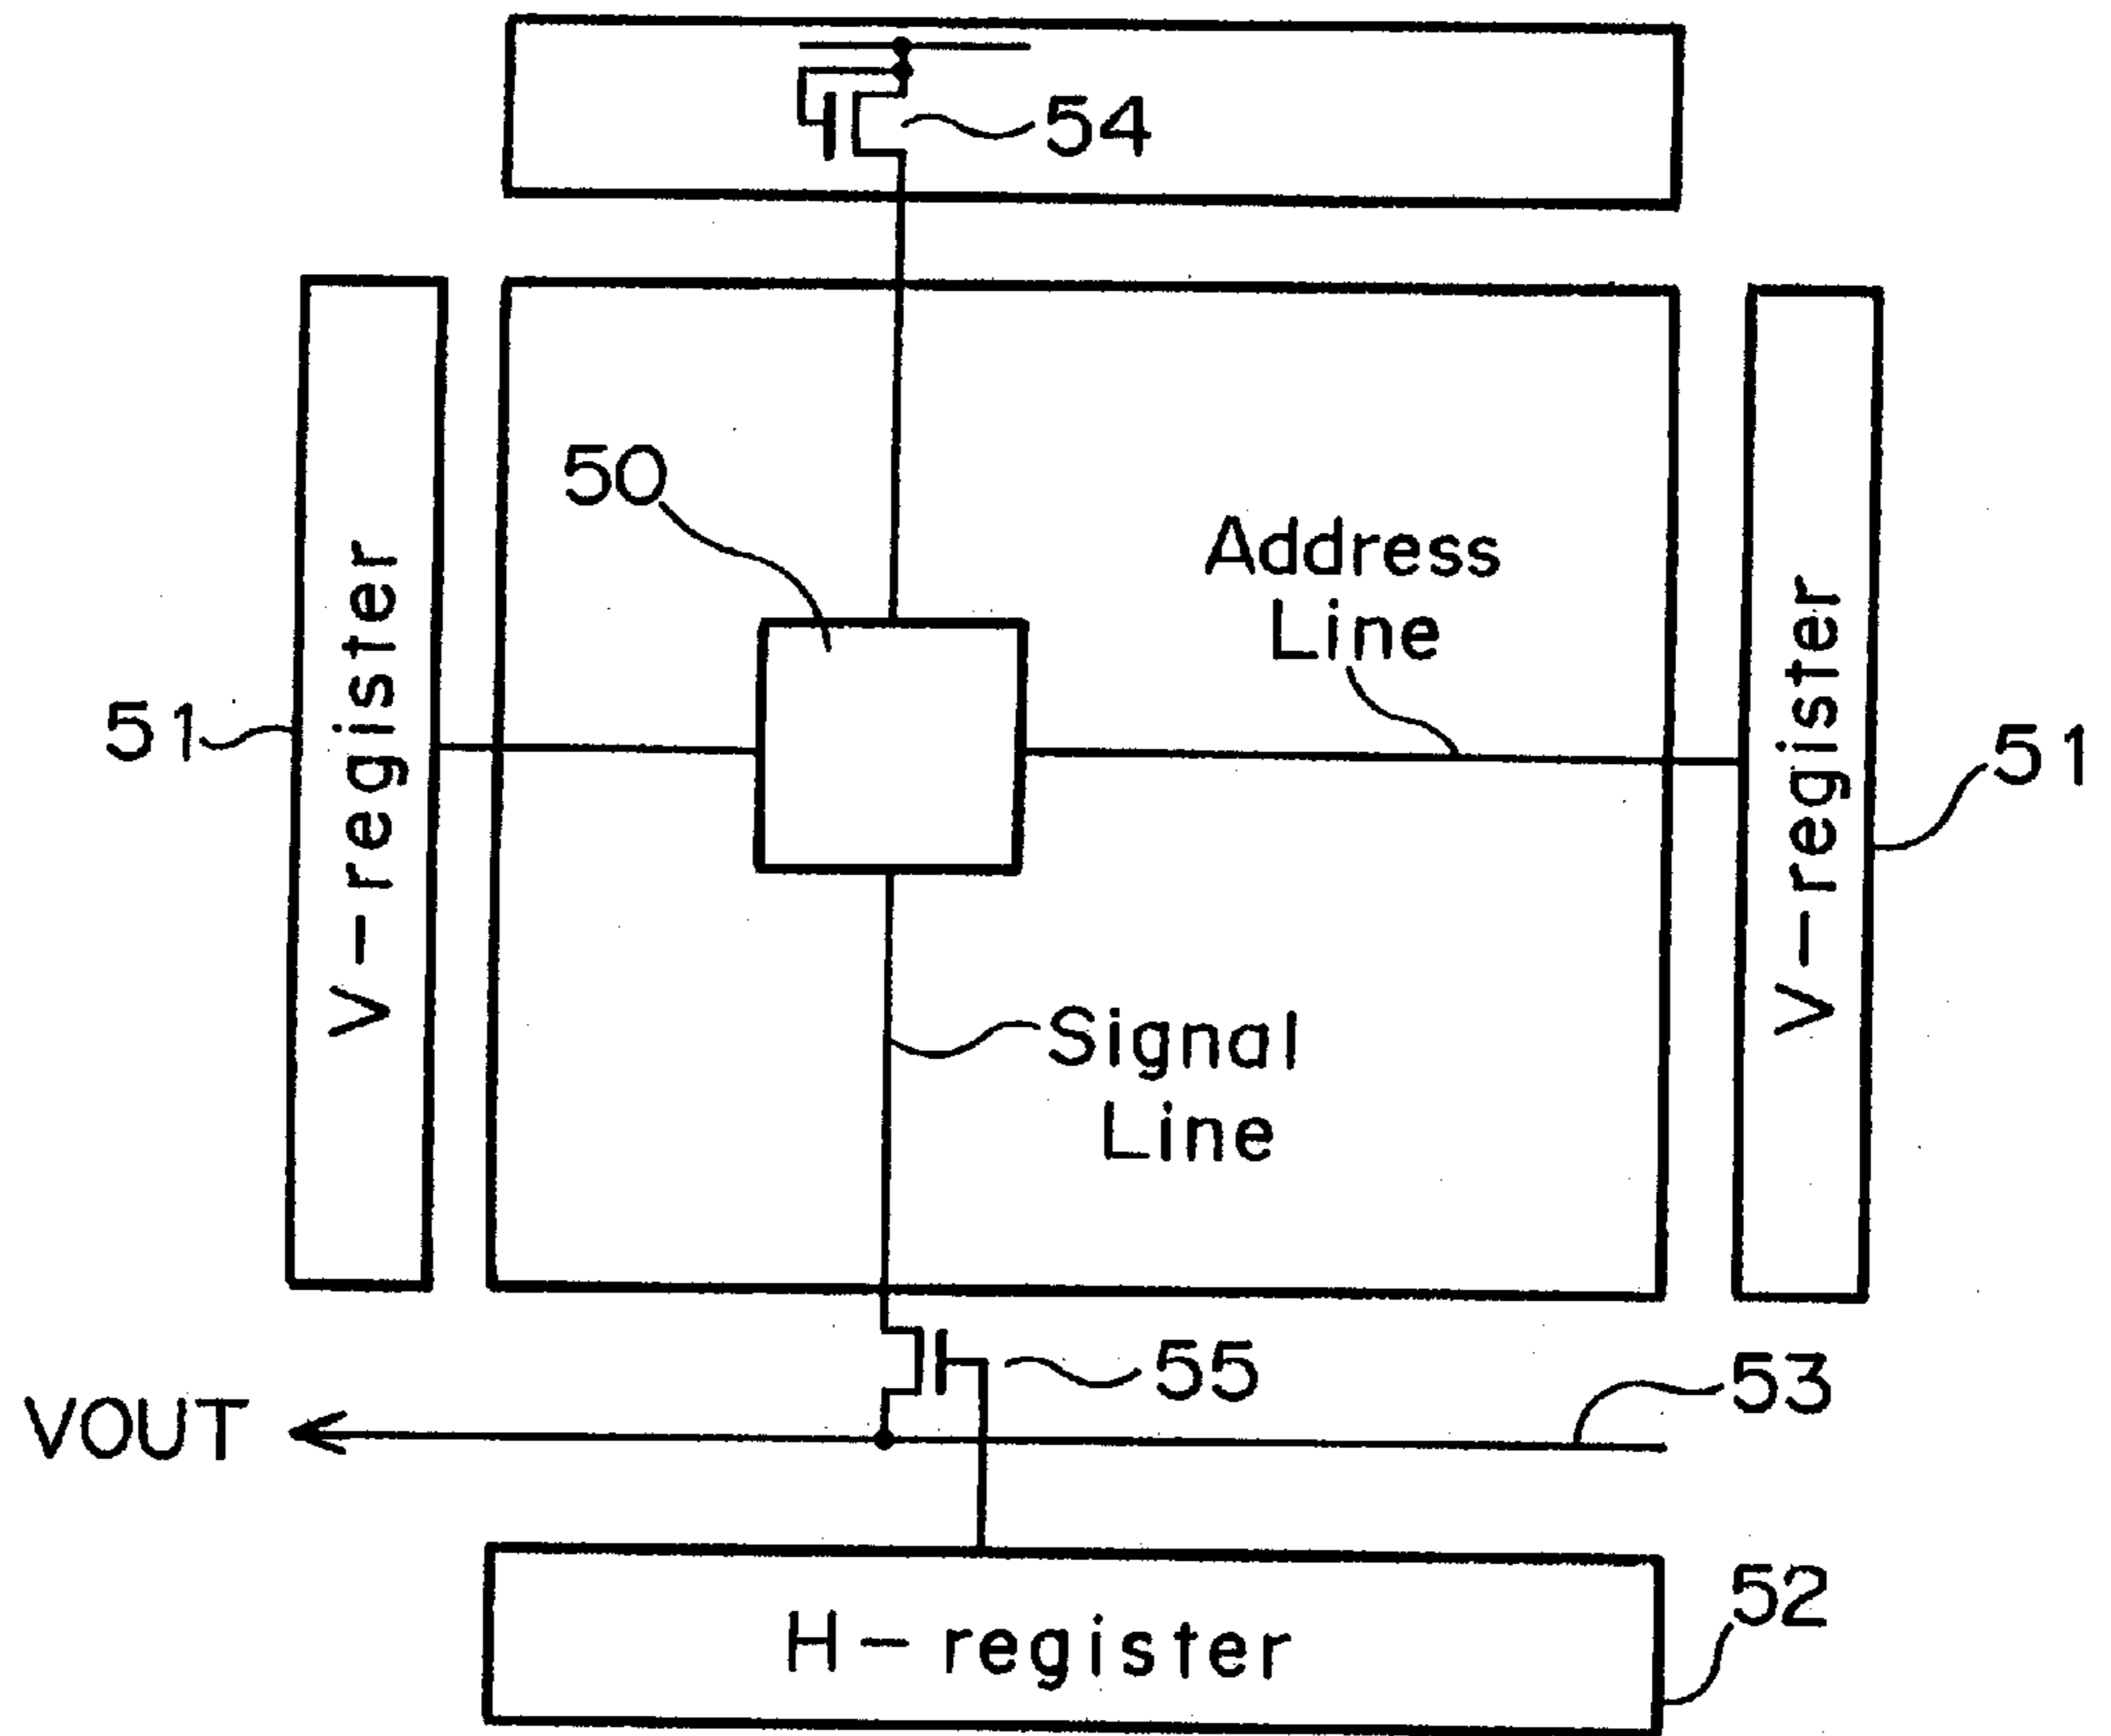 54
50
Address
Line
V-register
51
V-register
51
Signal
Line
55
53
VOUT
52
H-register